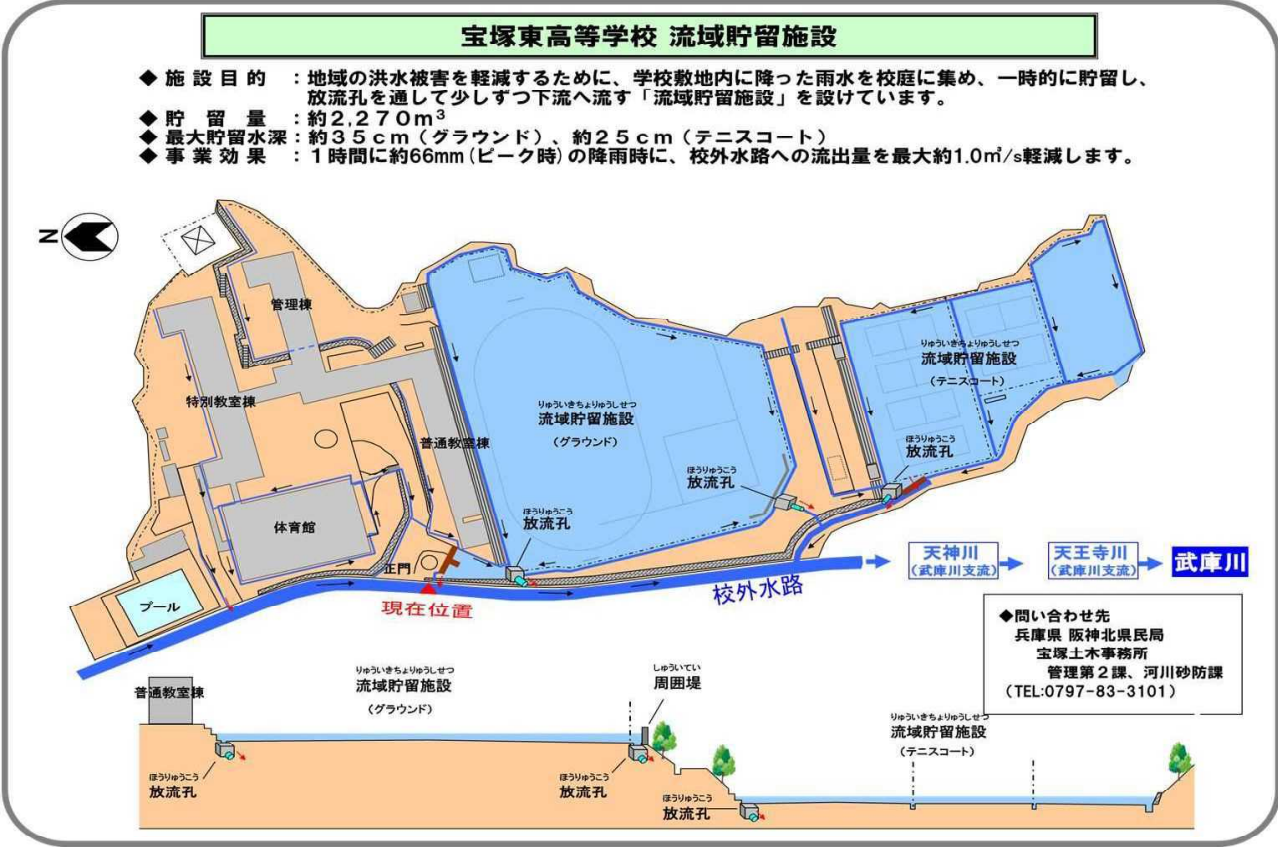 宝塚東高等学校 流域貯留施設
◆ 施設目的 ：地域の洪水被害を軽減するために、学校敷地内に降った雨水を校庭に集め、一時的に貯留し、
放流孔を通して少しずつ下流へ流す「流域貯留施設」を設けています。
◆ 貯留量 ：約2,270m³
◆ 最大貯留水深：約35cm（グラウンド）、約25cm（テニスコート）
◆ 事業効果 ：1時間に約66mm(ピーク時)の降雨時に、校外水路への流出量を最大約1.0㎥/s軽減します。
N
管理棟
特別教室棟
普通教室棟
体育館
プール
正門
現在位置
りゅういきちょりゅうしせつ
流域貯留施設
（グラウンド）
ほうりゅうこう
放流孔
ほうりゅうこう
放流孔
りゅういきちょりゅうしせつ
流域貯留施設
（テニスコート）
ほうりゅうこう
放流孔
校外水路
天神川
(武庫川支流)
天王寺川
(武庫川支流)
武庫川
◆問い合わせ先
兵庫県 阪神北県民局
宝塚土木事務所
管理第2課、河川砂防課
（TEL:0797-83-3101）
普通教室棟
りゅういきちょりゅうしせつ
流域貯留施設
（グラウンド）
しゅういてい
周囲堤
りゅういきちょりゅうしせつ
流域貯留施設
（テニスコート）
ほうりゅうこう
放流孔
ほうりゅうこう
放流孔
ほうりゅうこう
放流孔